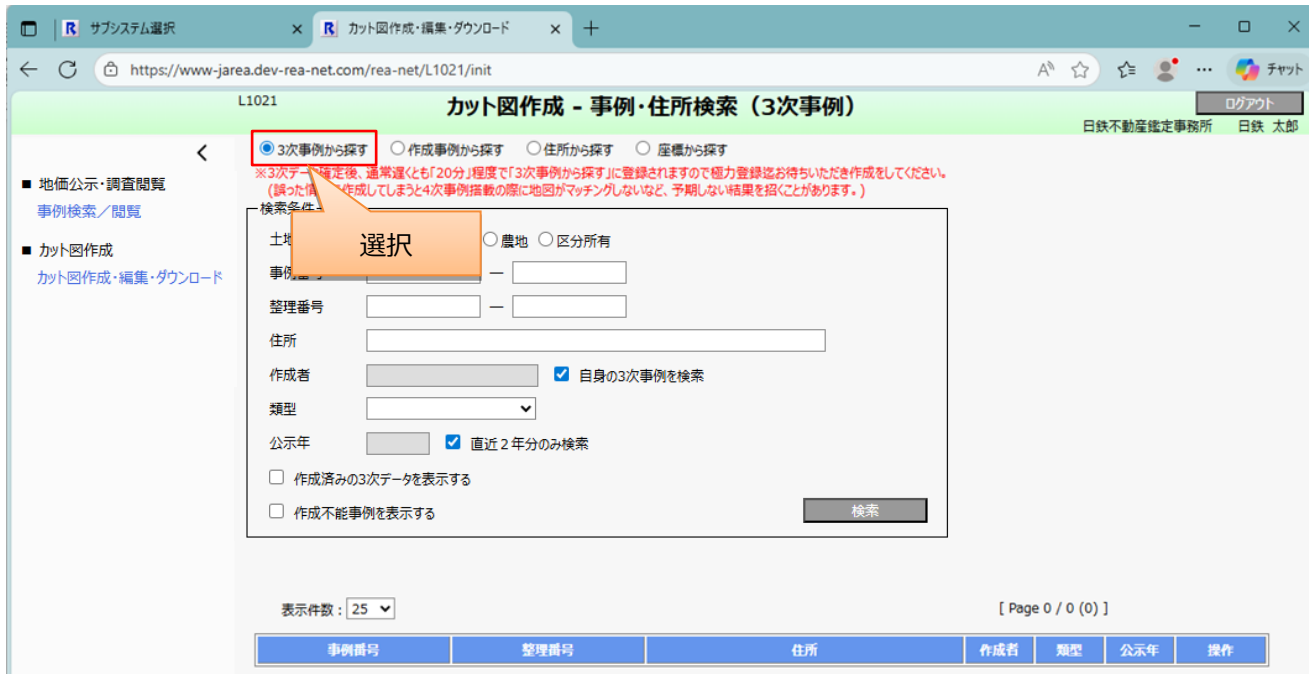 サブシステム選択
カット図作成・編集・ダウンロード
https://www-jarea.dev-rea-net.com/rea-net/L1021/init
チャット
L1021
カット図作成 – 事例・住所検索（3次事例）
ログアウト
日鉄不動産鑑定事務所 日鉄 太郎
■ 地価公示・調査閲覧
事例検索／閲覧
■ カット図作成
カット図作成・編集・ダウンロード
3次事例から探す 作成事例から探す 住所から探す 座標から探す
※3次デー 確定後、通常遅くとも「20分」程度で「3次事例から探す」に登録されますので極力登録迄お待ちいただき作成をしてください。
(誤った情 作成してしまうと4次事例搭載の際に地図がマッチングしないなど、予期しない結果を招くことがあります。)
検索条件
選択
土地 農地 区分所有
事例番号 ―
整理番号 ―
住所
作成者 自身の3次事例を検索
類型
公示年 直近２年分のみ検索
作成済みの3次データを表示する
作成不能事例を表示する
検索
表示件数 : 25
[ Page 0 / 0 (0) ]
事例番号 整理番号 住所 作成者 類型 公示年 操作